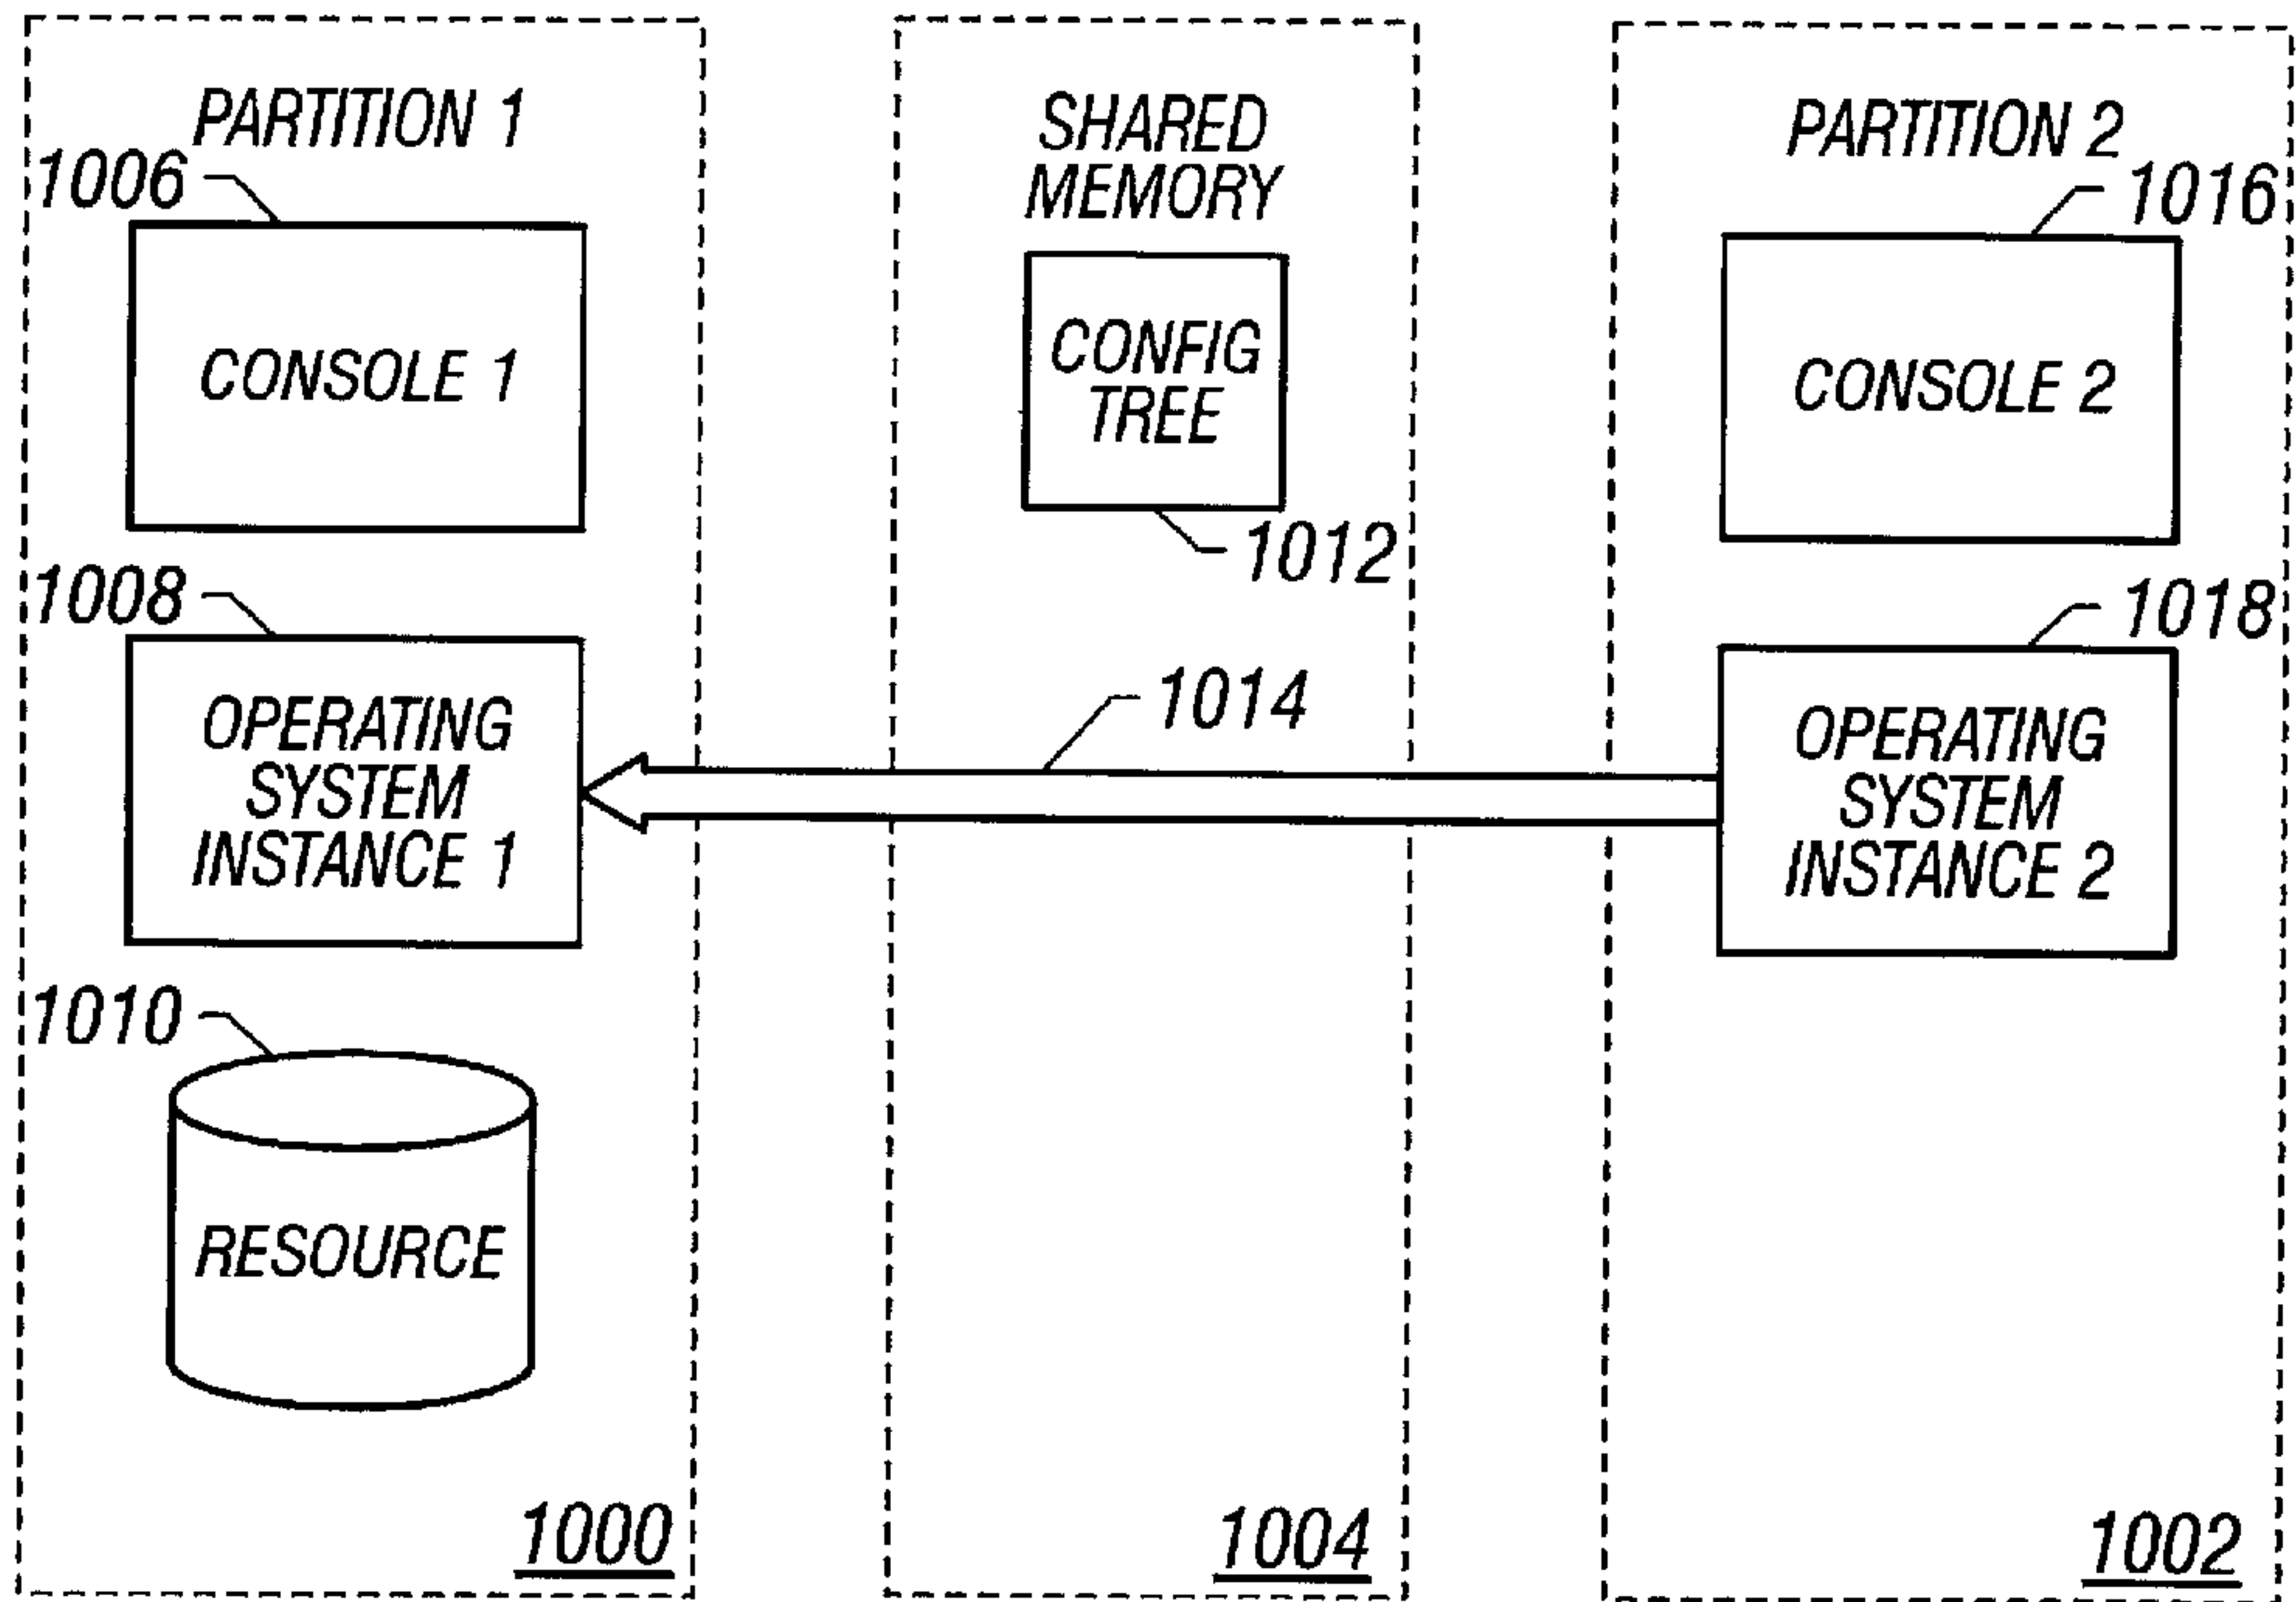 PARTITION 1
1006
CONSOLE 1
1008
OPERATING
SYSTEM
INSTANCE 1
1010
RESOURCE
1000
SHARED
MEMORY
CONFIG
TREE
1012
1014
1004
PARTITION 2
1016
CONSOLE 2
1018
OPERATING
SYSTEM
INSTANCE 2
1002